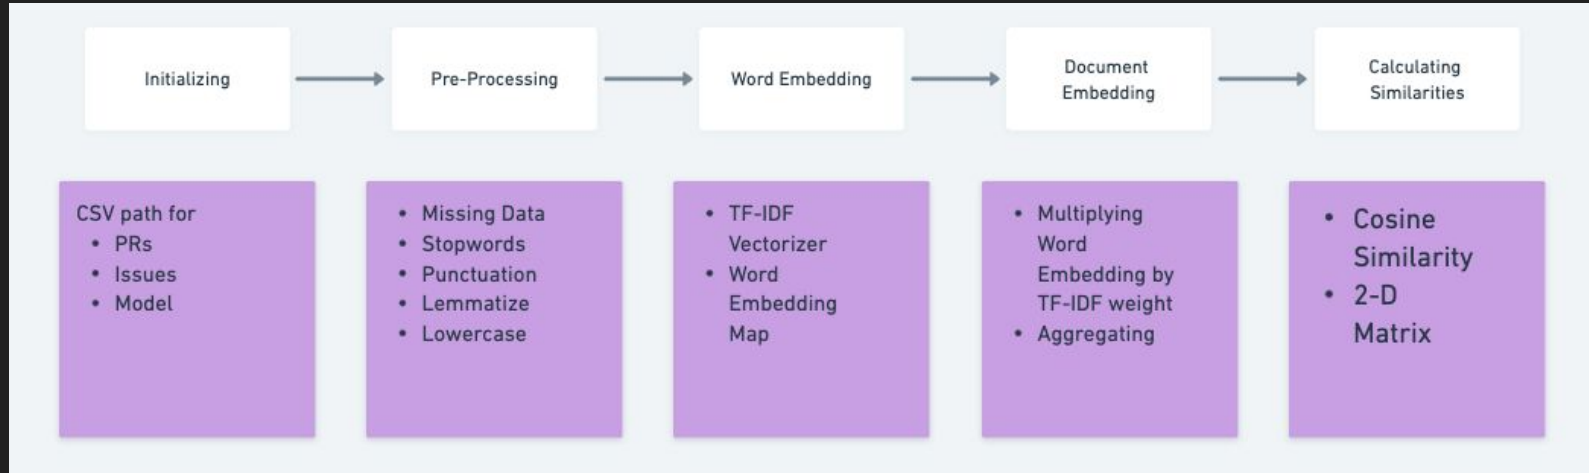 Initializing
Pre-Processing
Word Embedding
Document
Embedding
Calculating
Similarities
CSV path for
• PRs
• Issues
• Model
• Missing Data
• Stopwords
• Punctuation
• Lemmatize
• Lowercase
• TF-IDF
Vectorizer
• Word
Embedding
Map
• Multiplying
Word
Embedding by
TF-IDF weight
• Aggregating
• Cosine
Similarity
• 2-D
Matrix